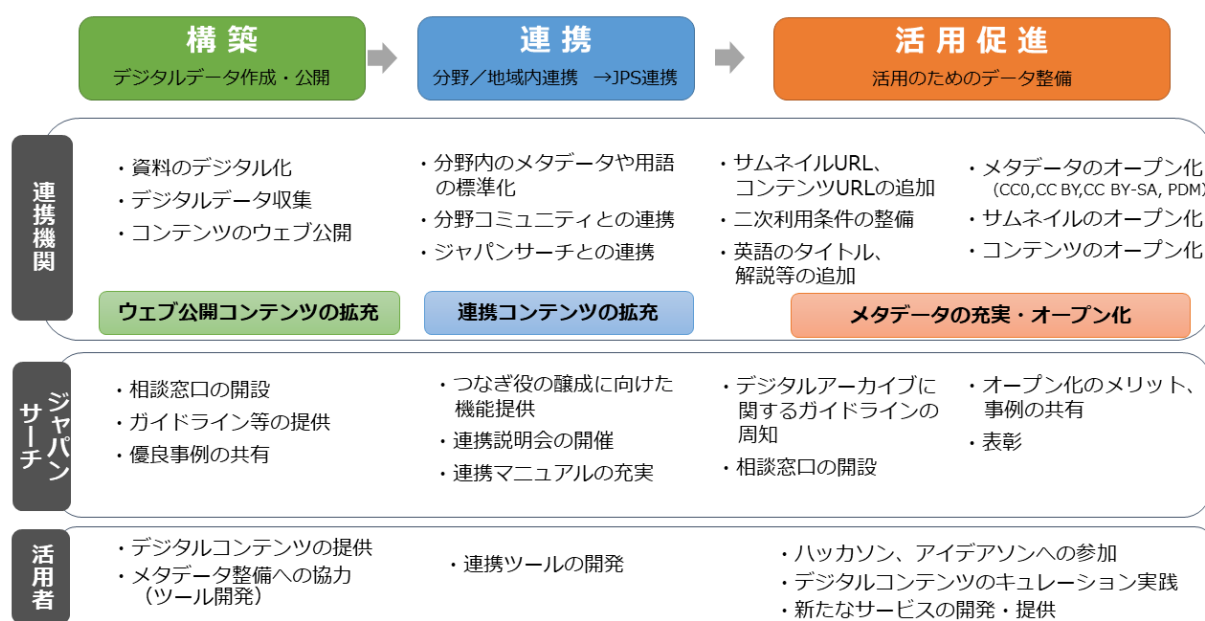 構 築
デジタルデータ作成・公開
連 携
分野／地域内連携　→JPS連携
活 用 促 進
活用のためのデータ整備
連携機関
・資料のデジタル化
・デジタルデータ収集
・コンテンツのウェブ公開
ウェブ公開コンテンツの拡充
・分野内のメタデータや用語
の標準化
・分野コミュニティとの連携
・ジャパンサーチとの連携
連携コンテンツの拡充
・サムネイルURL、
コンテンツURLの追加
・二次利用条件の整備
・英語のタイトル、
解説等の追加
・メタデータのオープン化
（CC0,CC BY,CC BY-SA, PDM）
・サムネイルのオープン化
・コンテンツのオープン化
メタデータの充実・オープン化
ジャパン
サーチ
・相談窓口の開設
・ガイドライン等の提供
・優良事例の共有
・つなぎ役の醸成に向けた
機能提供
・連携説明会の開催
・連携マニュアルの充実
・デジタルアーカイブに
関するガイドラインの
周知
・相談窓口の開設
・オープン化のメリット、
事例の共有
・表彰
活用者
・デジタルコンテンツの提供
・メタデータ整備への協力
（ツール開発）
・連携ツールの開発
・ハッカソン、アイデアソンへの参加
・デジタルコンテンツのキュレーション実践
・新たなサービスの開発・提供